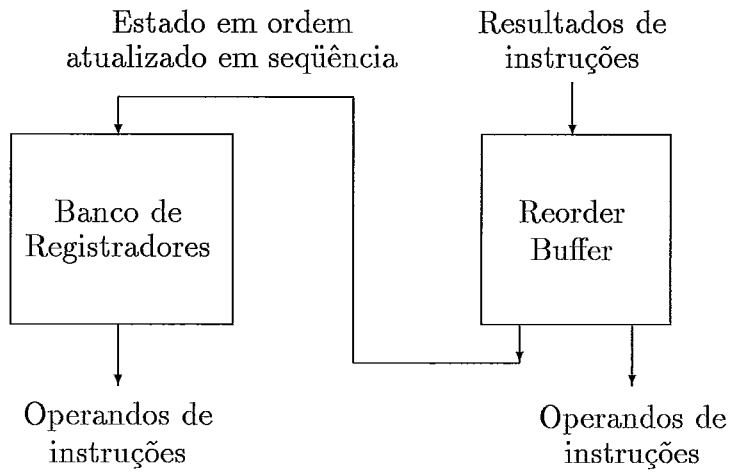 Estado em ordem
atualizado em seqüência
Resultados de
instruções
Banco de
Registradores
Reorder
Buffer
Operandos de
instruções
Operandos de
instruções